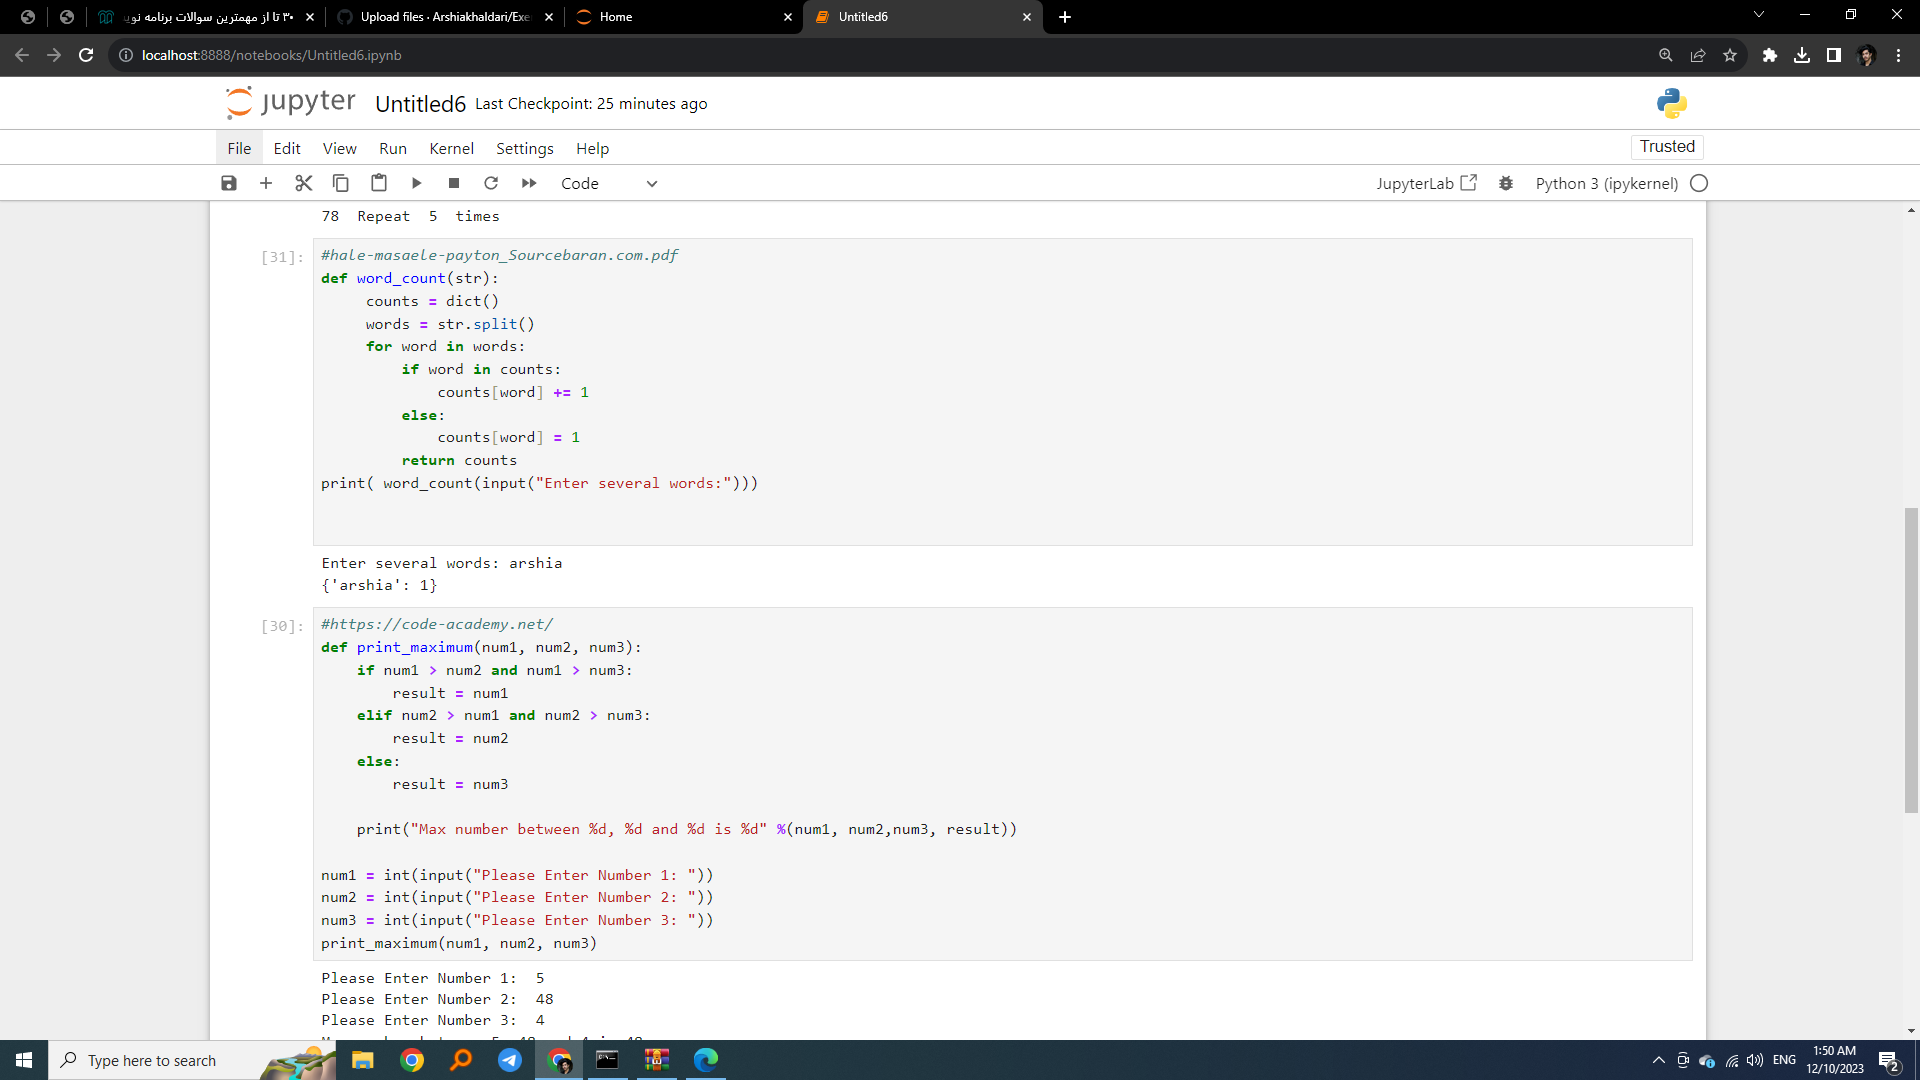 ۳۰ تا از مهمترین سوالات برنامه نوی
Upload files · Arshiakhaldari/Exe
Home
Untitled6
localhost:8888/notebooks/Untitled6.ipynb
jupyter Untitled6 Last Checkpoint: 25 minutes ago
File Edit View Run Kernel Settings Help
Trusted
Code
JupyterLab
Python 3 (ipykernel)
78  Repeat  5  times
[31]:
#hale-masaele-payton_Sourcebaran.com.pdf
def word_count(str):
     counts = dict()
     words = str.split()
     for word in words:
         if word in counts:
             counts[word] += 1
         else:
             counts[word] = 1
         return counts
print( word_count(input("Enter several words:")))
Enter several words: arshia
{'arshia': 1}
[30]:
#https://code-academy.net/
def print_maximum(num1, num2, num3):
    if num1 > num2 and num1 > num3:
        result = num1
    elif num2 > num1 and num2 > num3:
        result = num2
    else:
        result = num3
    print("Max number between %d, %d and %d is %d" %(num1, num2,num3, result))
num1 = int(input("Please Enter Number 1: "))
num2 = int(input("Please Enter Number 2: "))
num3 = int(input("Please Enter Number 3: "))
print_maximum(num1, num2, num3)
Please Enter Number 1:  5
Please Enter Number 2:  48
Please Enter Number 3:  4
Type here to search
ENG
1:50 AM
12/10/2023
2